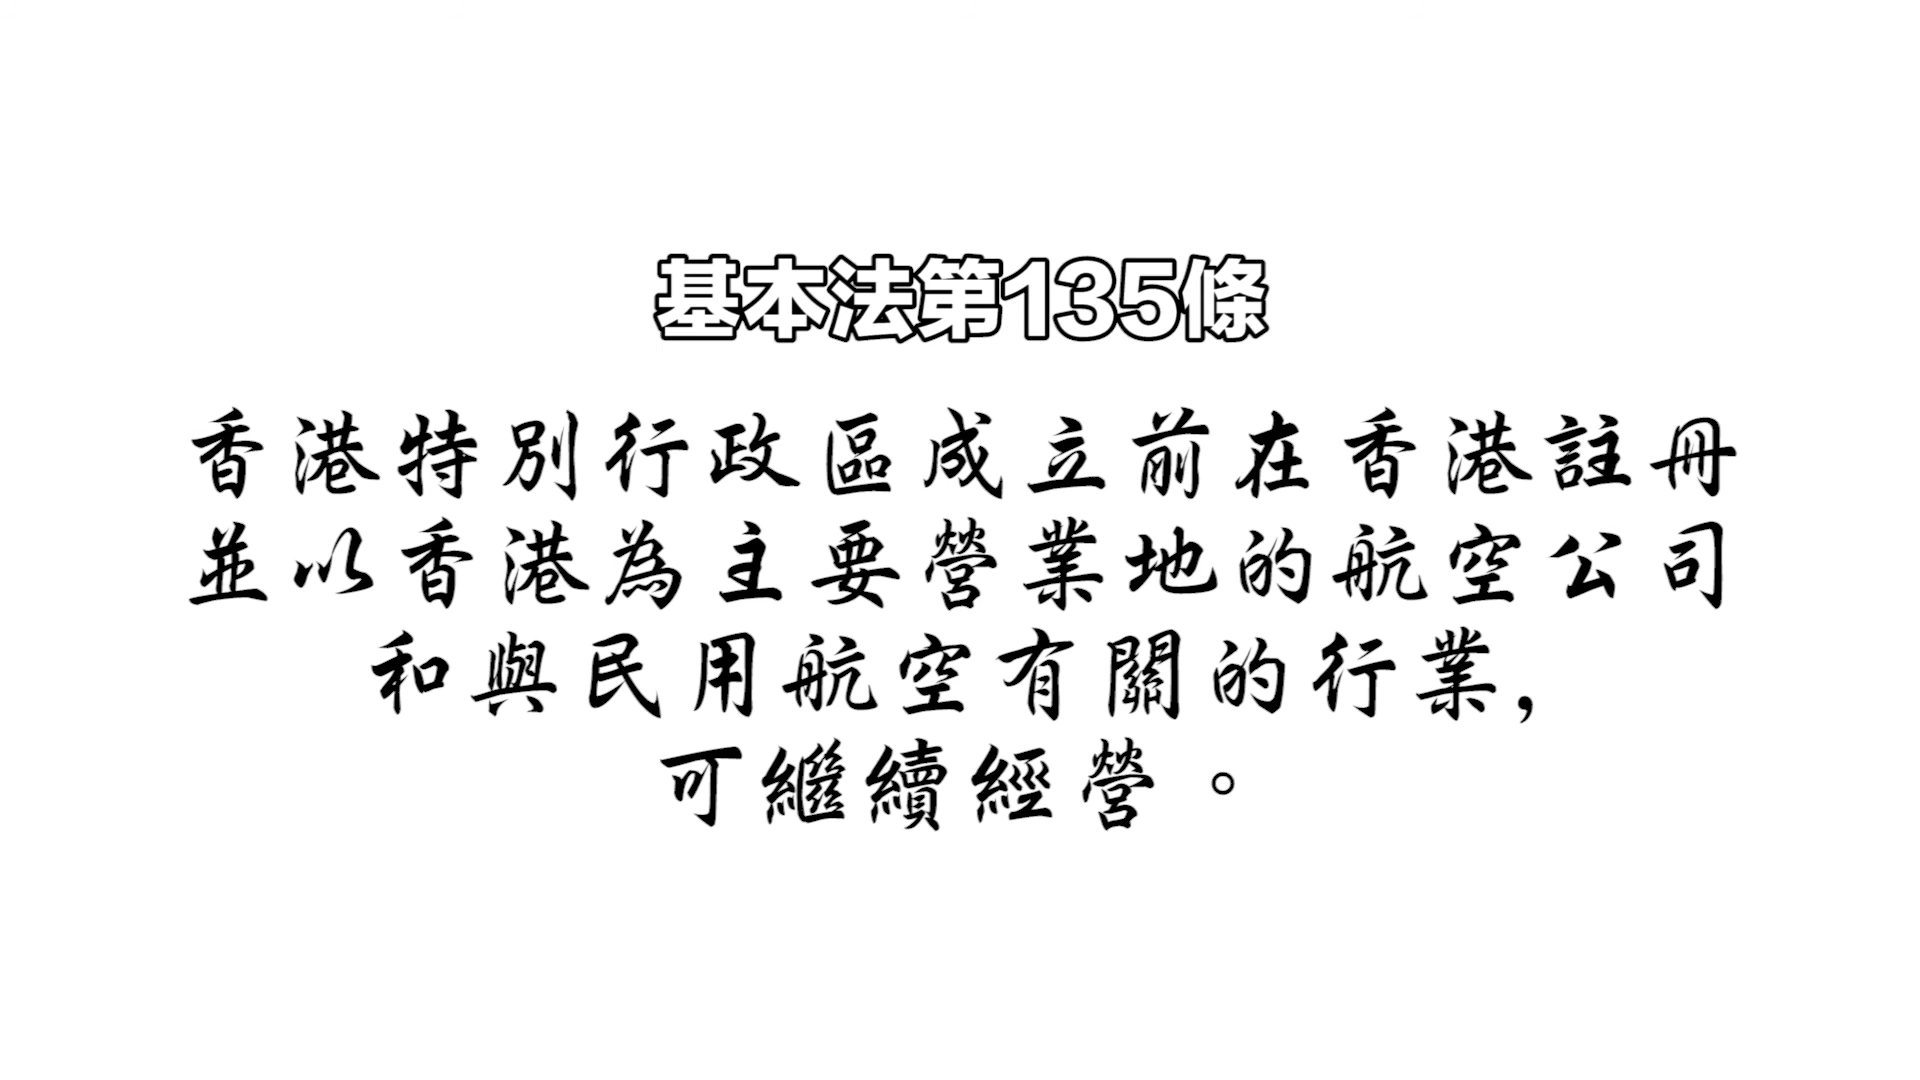 基本法第135條
香港特別行政區成立前在香港註冊
並以香港為主要營業地的航空公司
和與民用航空有關的行業,
可繼續經營。